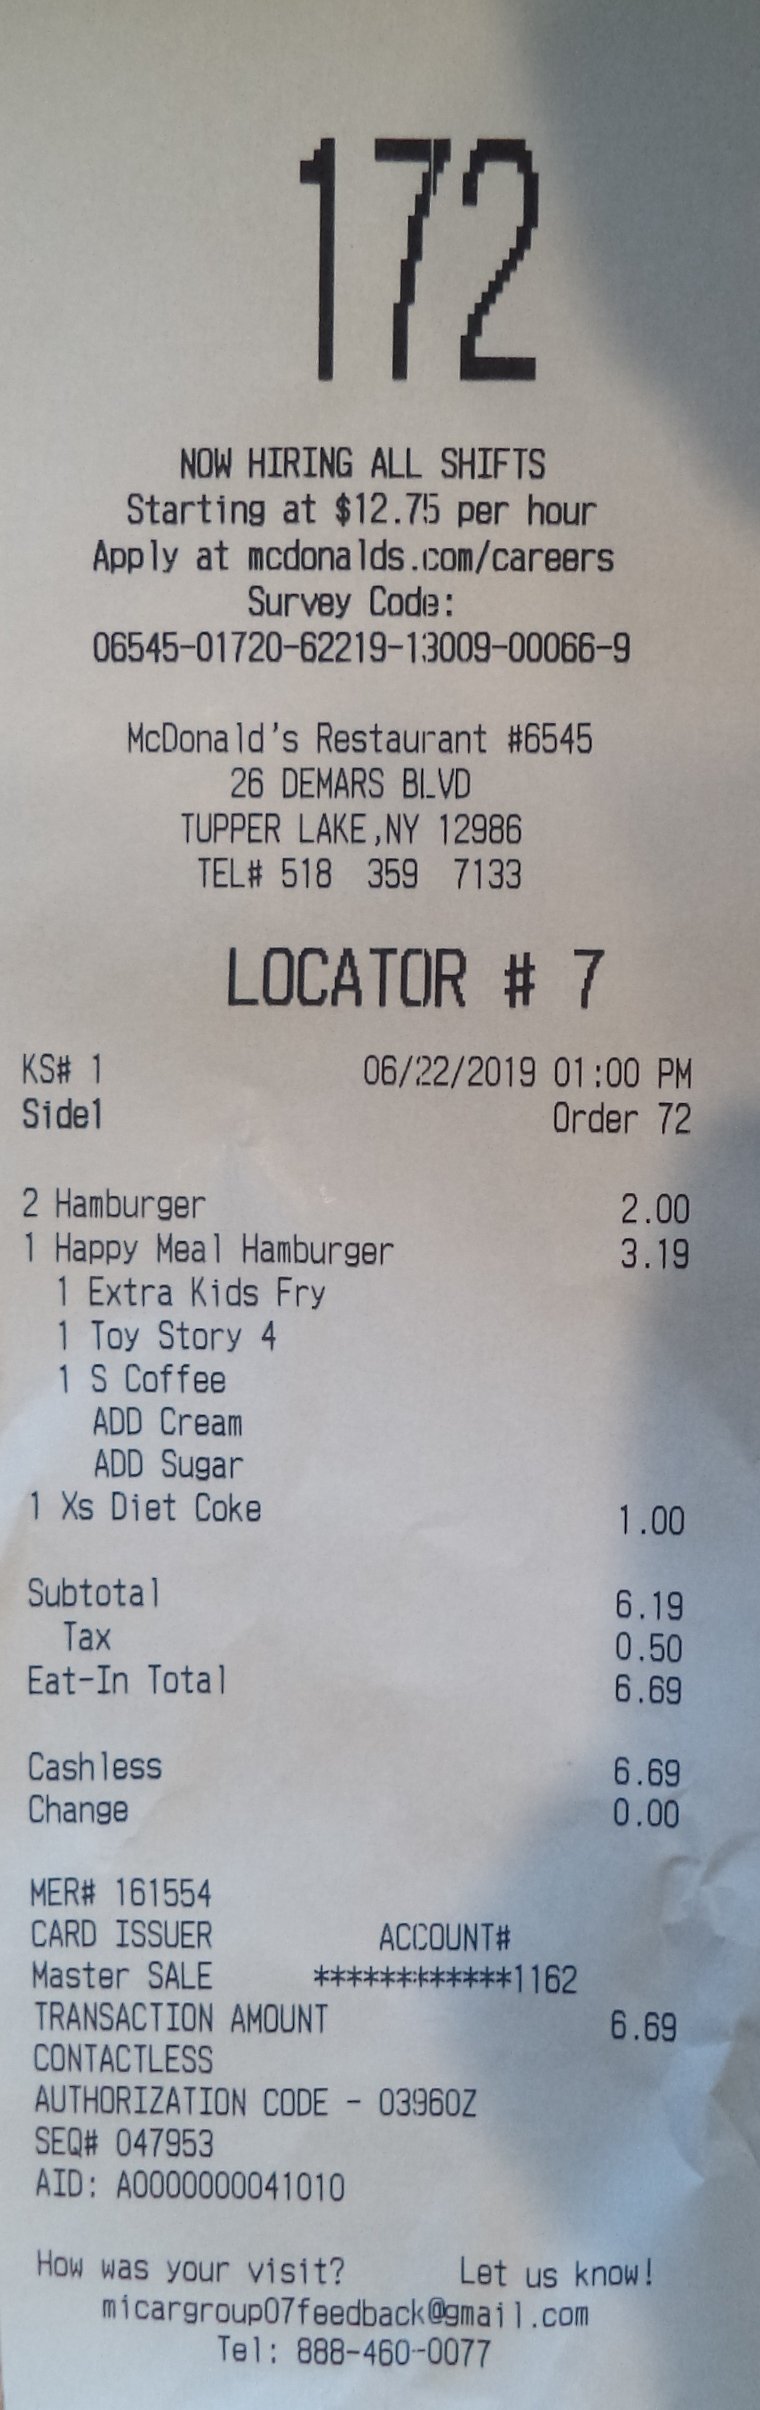 172
NOW HIRING ALL SHIFTS
Starting at $12.75 per hour
Apply at mcdonalds.com/careers
Survey Code:
06545-01720-62219-13009-00066-9
McDonald's Restaurant #6545
26 DEMARS BLVD
TUPPER LAKE,NY 12986
TEL# 518 359 7133
LOCATOR # 7
KS# 1 06/22/2019 01:00 PM
Side1 Order 72
2 Hamburger 2.00
1 Happy Meal Hamburger 3.19
1 Extra Kids Fry
1 Toy Story 4
1 S Coffee
ADD Cream
ADD Sugar
1 Xs Diet Coke 1.00
Subtotal 6.19
Tax 0.50
Eat-In Total 6.69
Cashless 6.69
Change 0.00
MER# 161554
CARD ISSUER ACCOUNT#
Master SALE ************1162
TRANSACTION AMOUNT 6.69
CONTACTLESS
AUTHORIZATION CODE - 03960Z
SEQ# 047953
AID: A0000000041010
How was your visit? Let us know!
micargroup07feedback@gmail.com
Tel: 888-460-0077